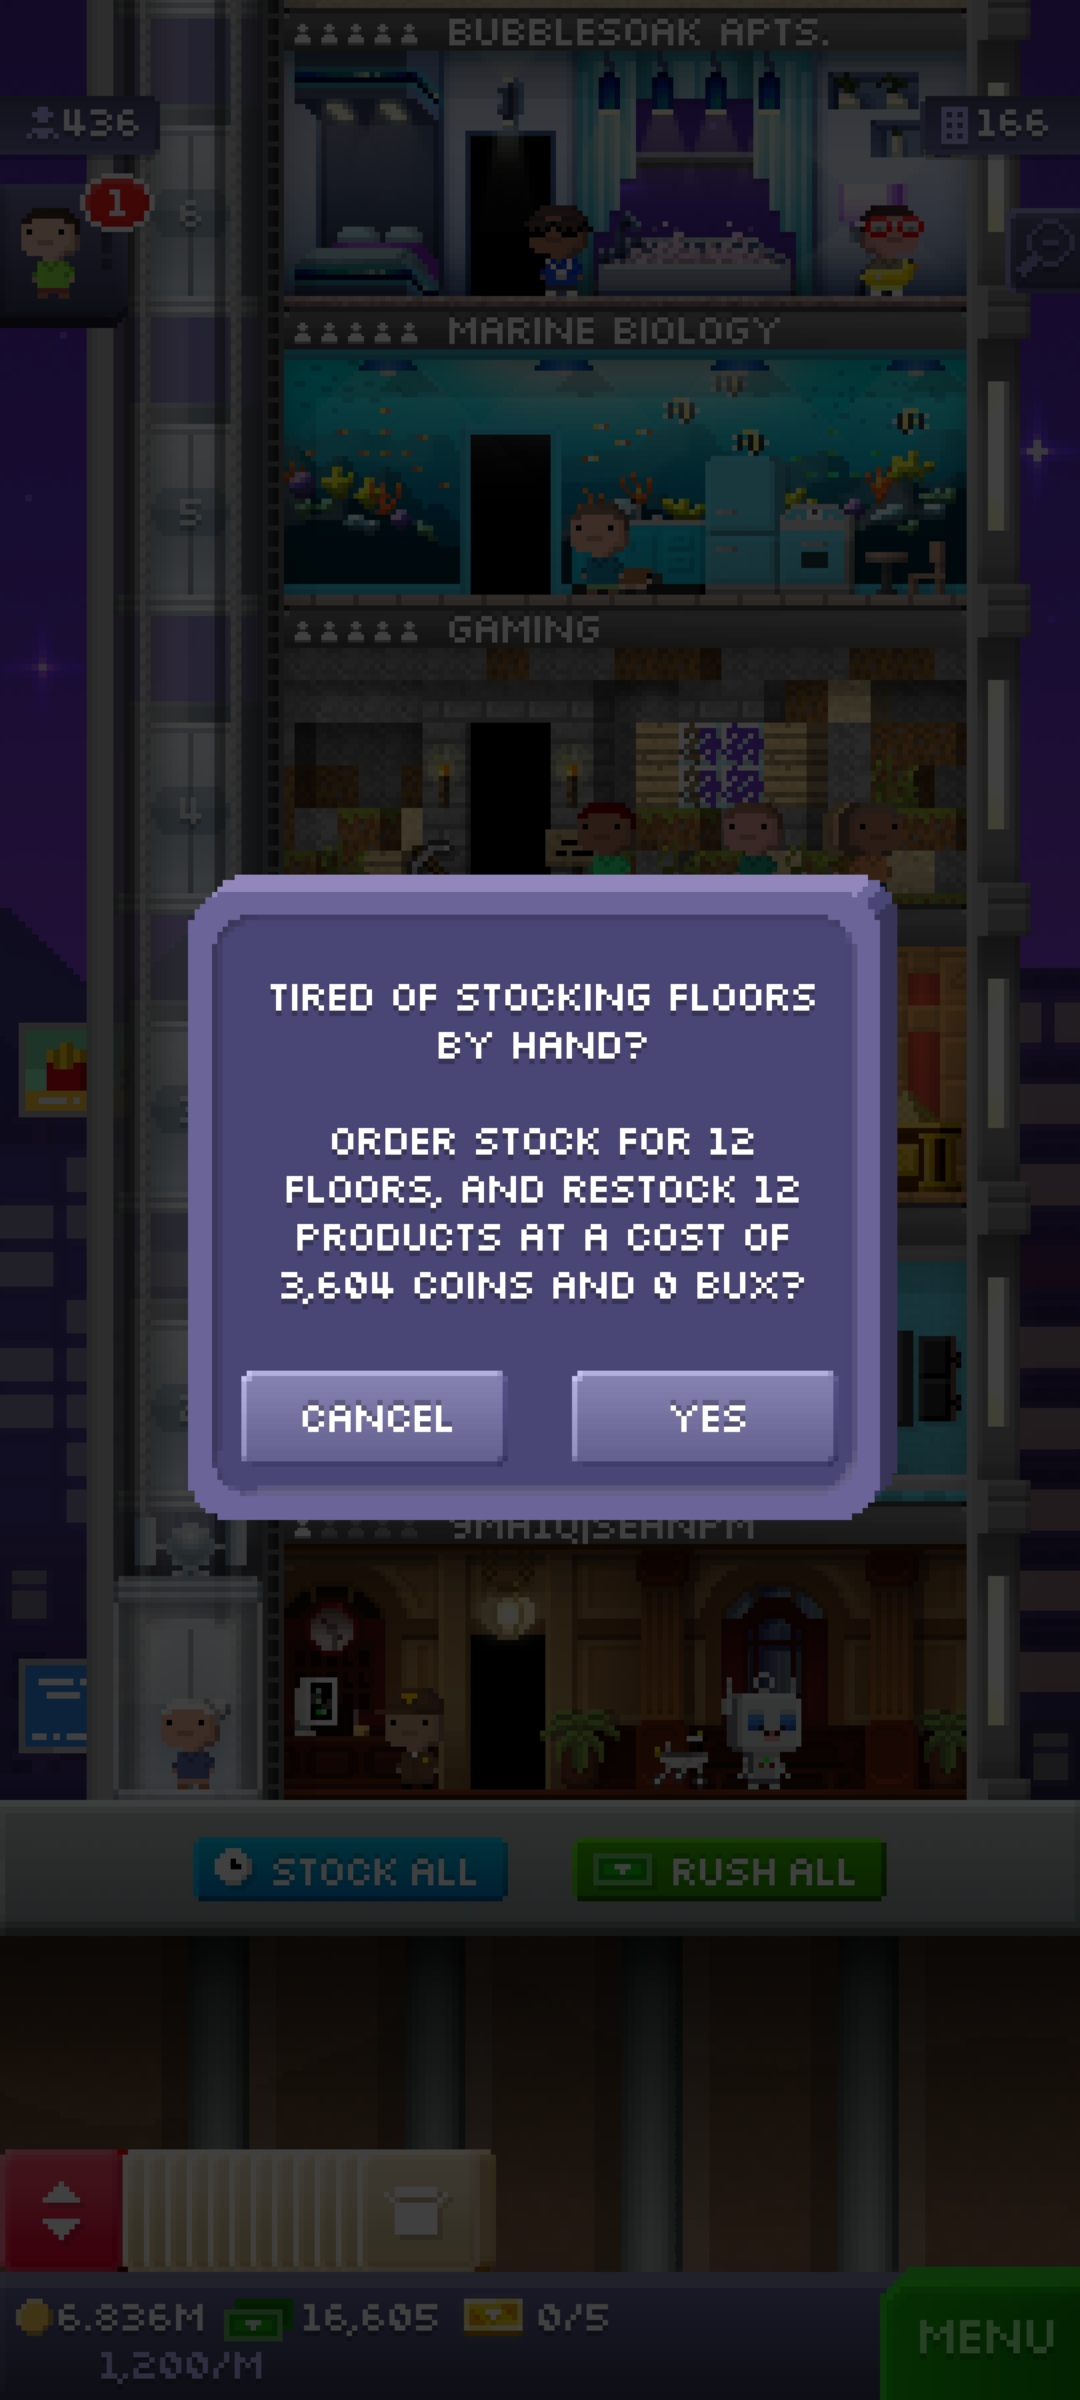 BUBBLESOAK APTS.
436
166
1
6
MARINE BIOLOGY
5
GAMING
4
TIRED OF STOCKING FLOORS
BY HAND?
ORDER STOCK FOR 12
FLOORS, AND RESTOCK 12
PRODUCTS AT A COST OF
3,604 COINS AND 0 BUX?
CANCEL
YES
STOCK ALL
RUSH ALL
6.836M
16,605
0/5
1,200/M
MENU